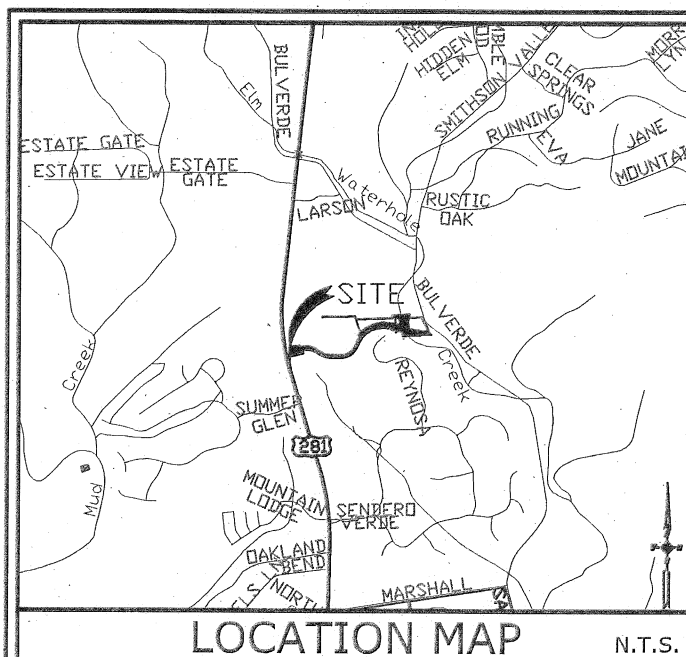 BULVERDE
Elm
HIDDEN
ELM
SMITHSON VALLE
CLEAR
SPRINGS
RUNNING
EVA
JANE
MOUNTAI
ESTATE GATE
ESTATE VIEW
ESTATE
GATE
LARSON
Waterhole
RUSTIC
OAK
SITE
BULVERDE
Creek
REYNOSA
Creek
SUMMER
GLEN
281
Mud
MOUNTAIN
LODGE
SENDERO
VERDE
OAKLAND
BEND
NORTH
MARSHALL
LOCATION MAP
N.T.S.